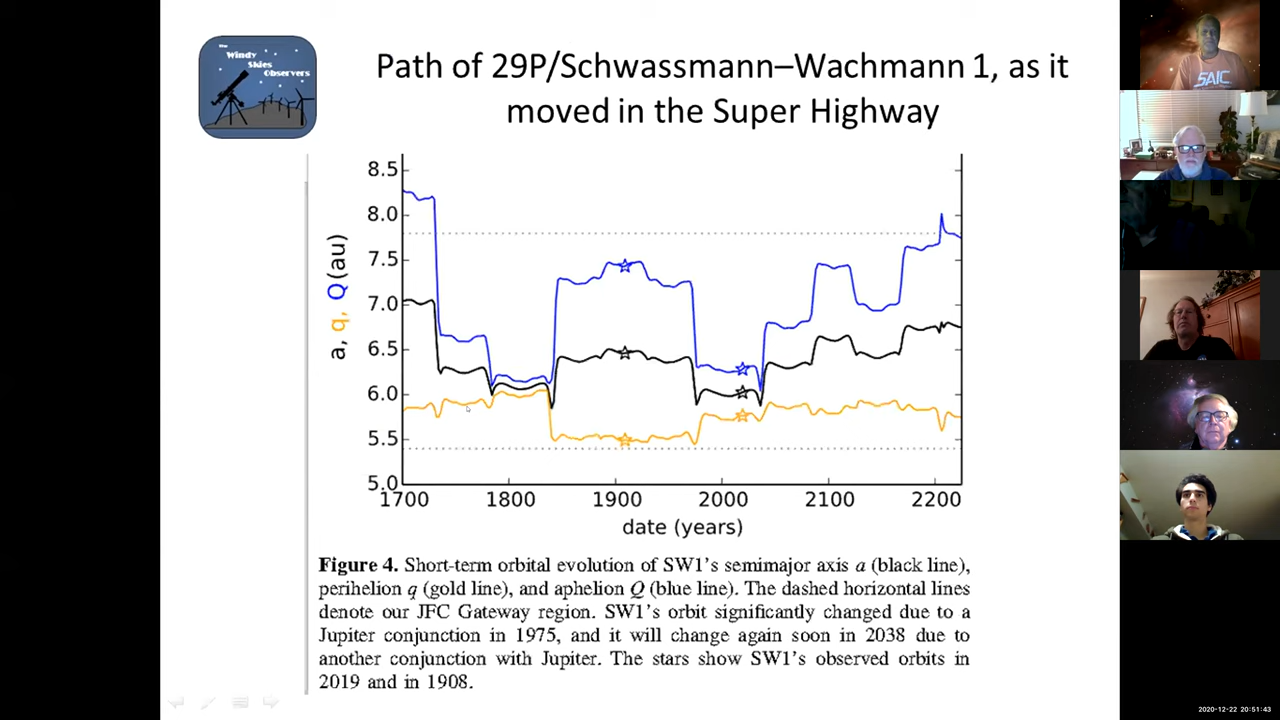 The
Windy
Skies
Observers
Path of 29P/Schwassmann–Wachmann 1, as it
moved in the Super Highway
8.5
8.0
7.5
7.0
6.5
6.0
5.5
5.0
a, q, Q (au)
1700 1800 1900 2000 2100 2200
date (years)
Figure 4. Short-term orbital evolution of SW1's semimajor axis a (black line),
perihelion q (gold line), and aphelion Q (blue line). The dashed horizontal lines
denote our JFC Gateway region. SW1's orbit significantly changed due to a
Jupiter conjunction in 1975, and it will change again soon in 2038 due to
another conjunction with Jupiter. The stars show SW1's observed orbits in
2019 and in 1908.
SAIC
2020-12-22 20:51:43